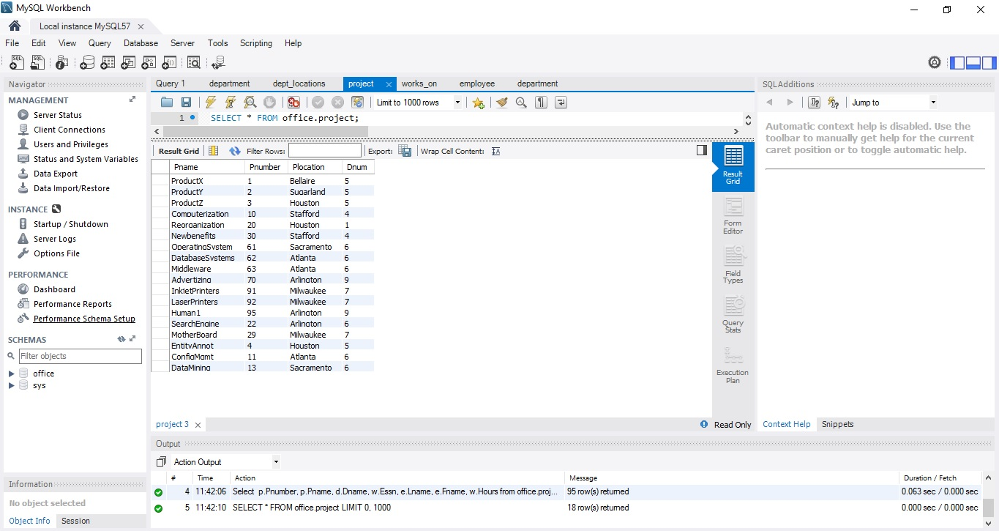 MySQL Workbench
Local instance MySQL57
File Edit View Query Database Server Tools Scripting Help
Navigator
MANAGEMENT
Server Status
Client Connections
Users and Privileges
Status and System Variables
Data Export
Data Import/Restore
INSTANCE
Startup / Shutdown
Server Logs
Options File
PERFORMANCE
Dashboard
Performance Reports
Performance Schema Setup
SCHEMAS
Filter objects
office
sys
Information
No object selected
Object Info Session
Query 1 department dept_locations project works_on employee department
Limit to 1000 rows
1 SELECT * FROM office.project;
Result Grid Filter Rows: Export: Wrap Cell Content: IA
Pname Pnumber Plocation Dnum
ProductX 1 Bellaire 5
ProductY 2 Sugarland 5
ProductZ 3 Houston 5
Computerization 10 Stafford 4
Reorganization 20 Houston 1
Newbenefits 30 Stafford 4
OperatingSystem 61 Sacramento 6
DatabaseSystems 62 Atlanta 6
Middleware 63 Atlanta 6
Advertizing 70 Arlington 9
InkjetPrinters 91 Milwaukee 7
LaserPrinters 92 Milwaukee 7
Human1 95 Arlington 9
SearchEngine 22 Arlington 6
MotherBoard 29 Milwaukee 7
EntityAnnot 4 Houston 5
ConfigMgmt 11 Atlanta 6
DataMining 13 Sacramento 6
Result
Grid
Form
Editor
Field
Types
Query
Stats
Execution
Plan
project 3
Read Only
SQLAdditions
Jump to
Automatic context help is disabled. Use the
toolbar to manually get help for the current
caret position or to toggle automatic help.
Context Help Snippets
Output
Action Output
# Time Action Message Duration / Fetch
4 11:42:06 Select p.Pnumber, p.Pname, d.Dname, w.Essn, e.Lname, e.Fname, w.Hours from office.proj... 95 row(s) returned 0.063 sec / 0.000 sec
5 11:42:10 SELECT * FROM office.project LIMIT 0, 1000 18 row(s) returned 0.000 sec / 0.000 sec